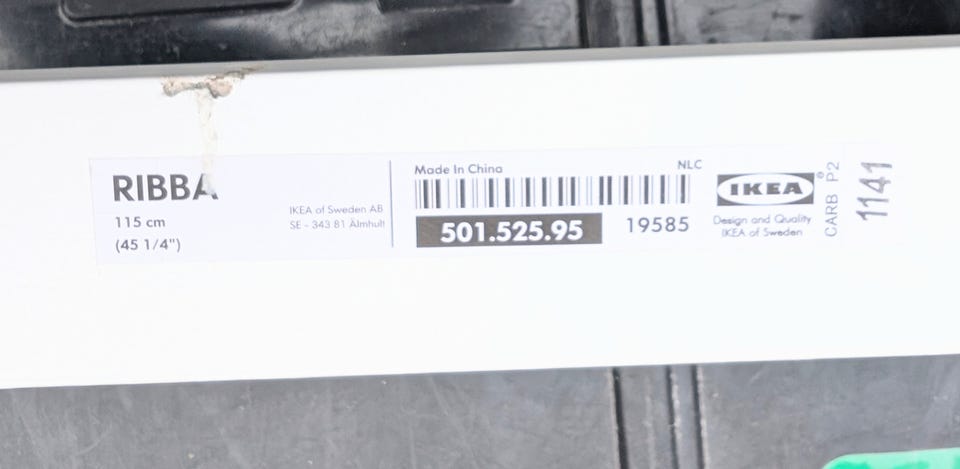 RIBBA
115 cm
(45 1/4")
IKEA of Sweden AB
SE - 343 81 Älmhult
Made In China
NLC
501.525.95
19585
IKEA®
Design and Quality
IKEA of Sweden
CARB P2
1141